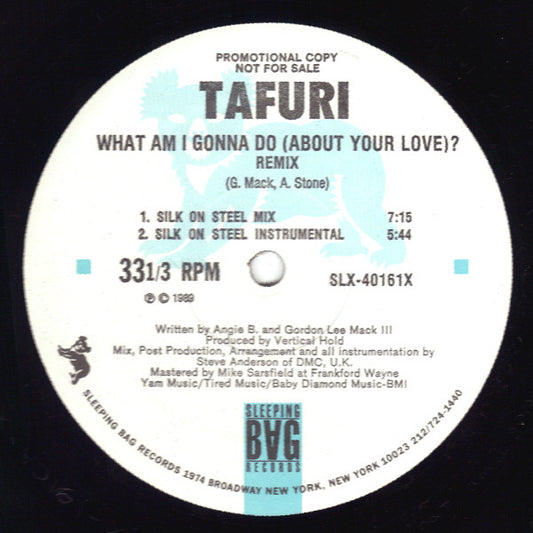 PROMOTIONAL COPY
NOT FOR SALE
TAFURI
WHAT AM I GONNA DO (ABOUT YOUR LOVE)?
REMIX
(G. Mack, A. Stone)
1. SILK ON STEEL MIX 7:15
2. SILK ON STEEL INSTRUMENTAL 5:44
33 1/3 RPM
SLX-40161X
℗ © 1989
Written by Angie B. and Gordon Lee Mack III
Produced by Vertical Hold
Mix, Post Production, Arrangement and all instrumentation by
Steve Anderson of DMC, U.K.
Mastered by Mike Sarsfield at Frankford Wayne
Yam Music/Tired Music/Baby Diamond Music-BMI
SLEEPING
BAG
RECORDS
SLEEPING BAG RECORDS 1974 BROADWAY NEW YORK, NEW YORK 10023 212/724-1440